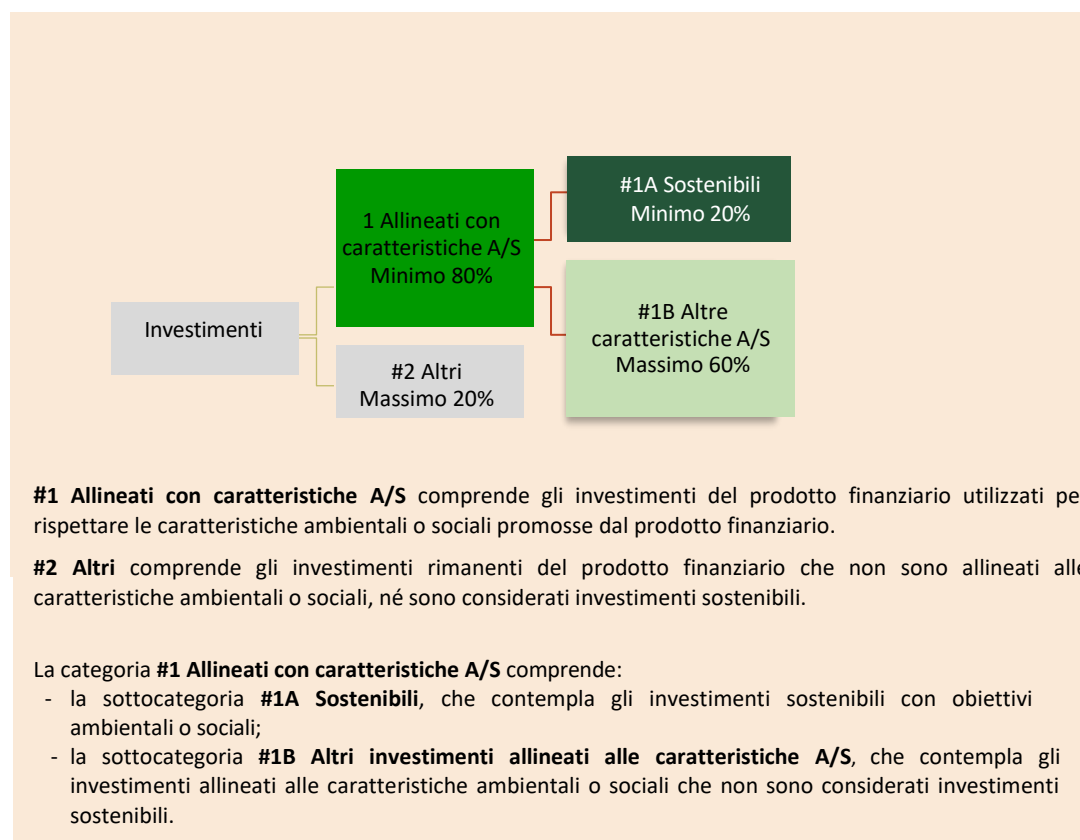 #1A Sostenibili
Minimo 20%
1 Allineati con
caratteristiche A/S
Minimo 80%
#1B Altre
caratteristiche A/S
Massimo 60%
Investimenti
#2 Altri
Massimo 20%
#1 Allineati con caratteristiche A/S comprende gli investimenti del prodotto finanziario utilizzati pe
rispettare le caratteristiche ambientali o sociali promosse dal prodotto finanziario.
#2 Altri comprende gli investimenti rimanenti del prodotto finanziario che non sono allineati alle
caratteristiche ambientali o sociali, né sono considerati investimenti sostenibili.
La categoria #1 Allineati con caratteristiche A/S comprende:
- la sottocategoria #1A Sostenibili, che contempla gli investimenti sostenibili con obiettivi
ambientali o sociali;
- la sottocategoria #1B Altri investimenti allineati alle caratteristiche A/S, che contempla gli
investimenti allineati alle caratteristiche ambientali o sociali che non sono considerati investimenti
sostenibili.